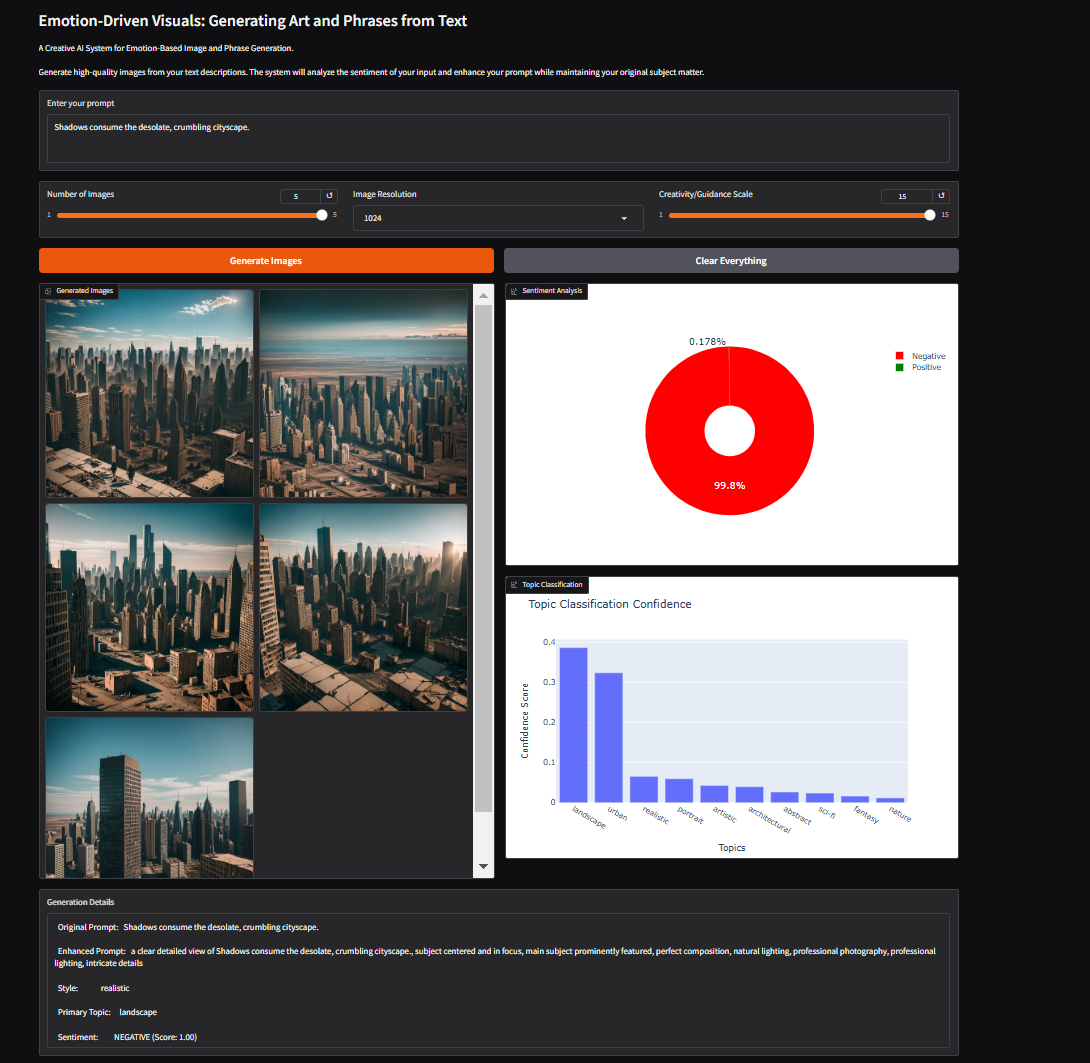 Emotion-Driven Visuals: Generating Art and Phrases from Text
A Creative AI System for Emotion-Based Image and Phrase Generation.
Generate high-quality images from your text descriptions. The system will analyze the sentiment of your input and enhance your prompt while maintaining your original subject matter.
Enter your prompt
Shadows consume the desolate, crumbling cityscape.
Number of Images
5
1
5
Image Resolution
1024
Creativity/Guidance Scale
15
1
15
Generate Images
Clear Everything
Generated Images
Sentiment Analysis
0.178%
99.8%
Negative
Positive
Topic Classification
Topic Classification Confidence
Confidence Score
0.4
0.3
0.2
0.1
0
landscape
urban
realistic
portrait
artistic
architectural
abstract
sci-fi
fantasy
nature
Topics
Generation Details
Original Prompt: Shadows consume the desolate, crumbling cityscape.
Enhanced Prompt: a clear detailed view of Shadows consume the desolate, crumbling cityscape., subject centered and in focus, main subject prominently featured, perfect composition, natural lighting, professional photography, professional
lighting, intricate details
Style: realistic
Primary Topic: landscape
Sentiment: NEGATIVE (Score: 1.00)